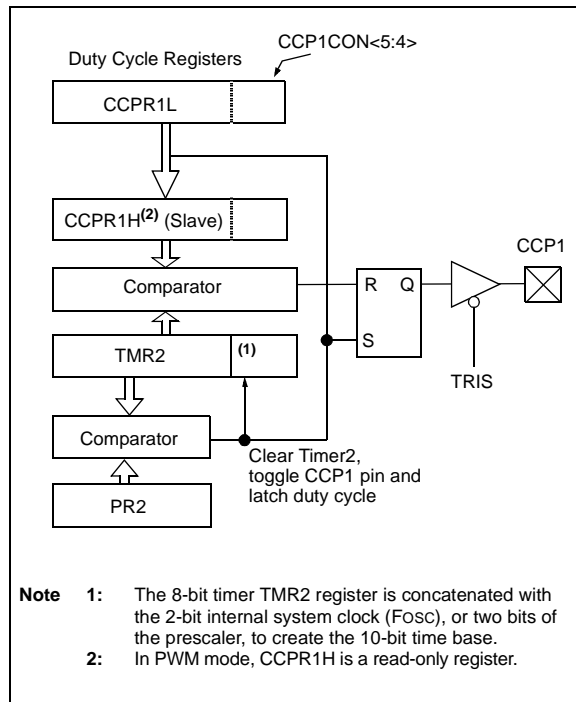 CCP1CON<5:4>
Duty Cycle Registers
CCPR1L
CCPR1H(2) (Slave)
CCP1
Comparator
R Q
TMR2
(1)
S
TRIS
Comparator
Clear Timer2,
toggle CCP1 pin and
latch duty cycle
PR2
Note 1: The 8-bit timer TMR2 register is concatenated with
the 2-bit internal system clock (FOSC), or two bits of
the prescaler, to create the 10-bit time base.
2: In PWM mode, CCPR1H is a read-only register.